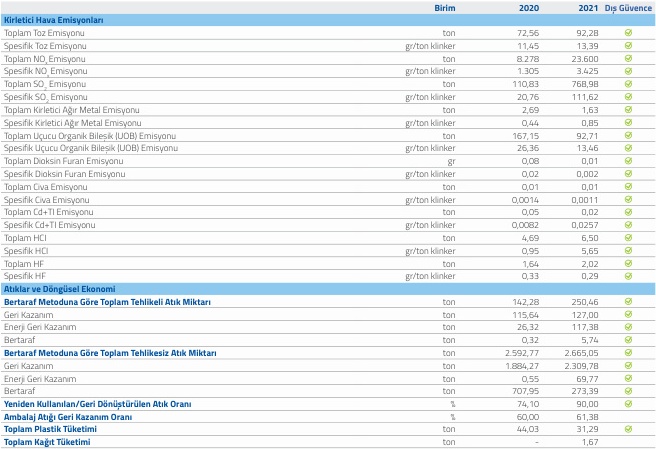 Birim 2020 2021 Dış Güvence
Kirletici Hava Emisyonları
Toplam Toz Emisyonu ton 72,56 92,28
Spesifik Toz Emisyonu gr/ton klinker 11,45 13,39
Toplam NOx Emisyonu ton 8.278 23.600
Spesifik NOx Emisyonu gr/ton klinker 1.305 3.425
Toplam SO2 Emisyonu ton 110,83 768,98
Spesifik SO2 Emisyonu gr/ton klinker 20,76 111,62
Toplam Kirletici Ağır Metal Emisyonu ton 2,69 1,63
Spesifik Kirletici Ağır Metal Emisyonu gr/ton klinker 0,44 0,85
Toplam Uçucu Organik Bileşik (UOB) Emisyonu ton 167,15 92,71
Spesifik Uçucu Organik Bileşik (UOB) Emisyonu gr/ton klinker 26,36 13,46
Toplam Dioksin Furan Emisyonu gr 0,08 0,01
Spesifik Dioksin Furan Emisyonu gr/ton klinker 0,02 0,002
Toplam Civa Emisyonu ton 0,01 0,01
Spesifik Civa Emisyonu gr/ton klinker 0,0014 0,0011
Toplam Cd+TI Emisyonu ton 0,05 0,02
Spesifik Cd+TI Emisyonu gr/ton klinker 0,0082 0,0257
Toplam HCl ton 4,69 6,50
Spesifik HCl gr/ton klinker 0,95 5,65
Toplam HF ton 1,64 2,02
Spesifik HF gr/ton klinker 0,33 0,29
Atıklar ve Döngüsel Ekonomi
Bertaraf Metoduna Göre Toplam Tehlikeli Atık Miktarı ton 142,28 250,46
Geri Kazanım ton 115,64 127,00
Enerji Geri Kazanım ton 26,32 117,38
Bertaraf ton 0,32 5,74
Bertaraf Metoduna Göre Toplam Tehlikesiz Atık Miktarı ton 2.592,77 2.665,05
Geri Kazanım ton 1.884,27 2.309,78
Enerji Geri Kazanım ton 0,55 69,77
Bertaraf ton 707,95 273,39
Yeniden Kullanılan/Geri Dönüştürülen Atık Oranı % 74,10 90,00
Ambalaj Atığı Geri Kazanım Oranı % 60,00 61,38
Toplam Plastik Tüketimi ton 44,03 31,29
Toplam Kağıt Tüketimi ton - 1,67